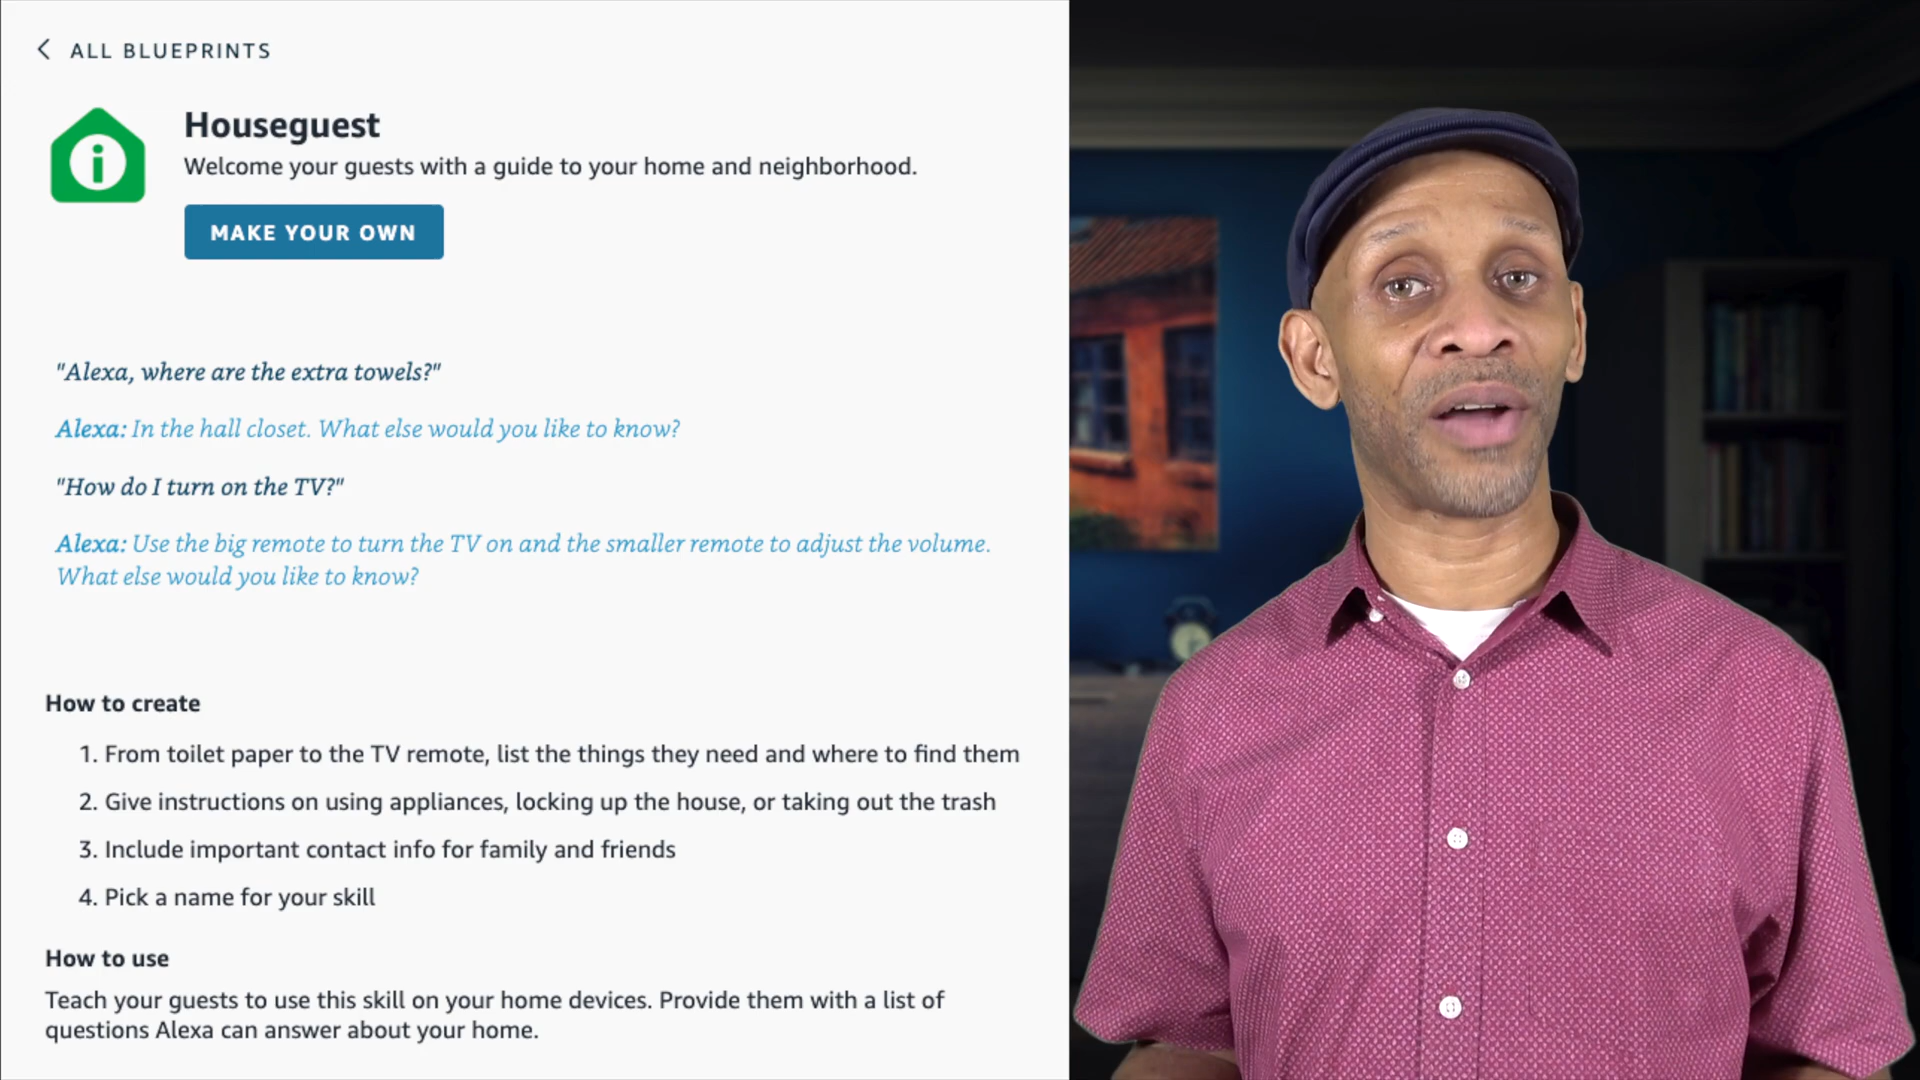 ALL BLUEPRINTS
Houseguest
Welcome your guests with a guide to your home and neighborhood.
MAKE YOUR OWN
"Alexa, where are the extra towels?"
Alexa: In the hall closet. What else would you like to know?
"How do I turn on the TV?"
Alexa: Use the big remote to turn the TV on and the smaller remote to adjust the volume.
What else would you like to know?
How to create
1. From toilet paper to the TV remote, list the things they need and where to find them
2. Give instructions on using appliances, locking up the house, or taking out the trash
3. Include important contact info for family and friends
4. Pick a name for your skill
How to use
Teach your guests to use this skill on your home devices. Provide them with a list of
questions Alexa can answer about your home.